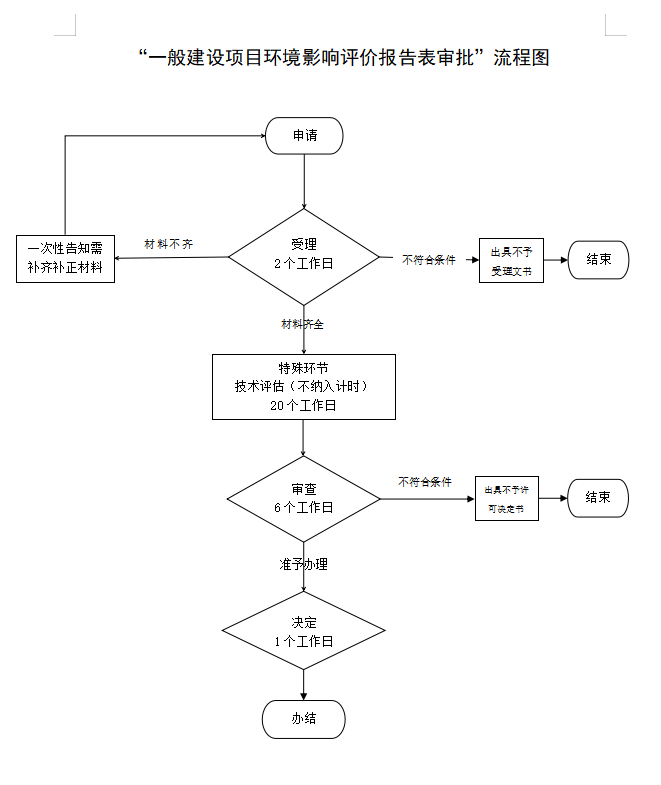 “一般建设项目环境影响评价报告表审批”流程图
申请
一次性告知需
补齐补正材料
材料不齐
受理
2个工作日
不符合条件
出具不予
受理文书
结束
材料齐全
特殊环节
技术评估（不纳入计时）
20个工作日
审查
6个工作日
不符合条件
出具不予许
可决定书
结束
准予办理
决定
1个工作日
办结